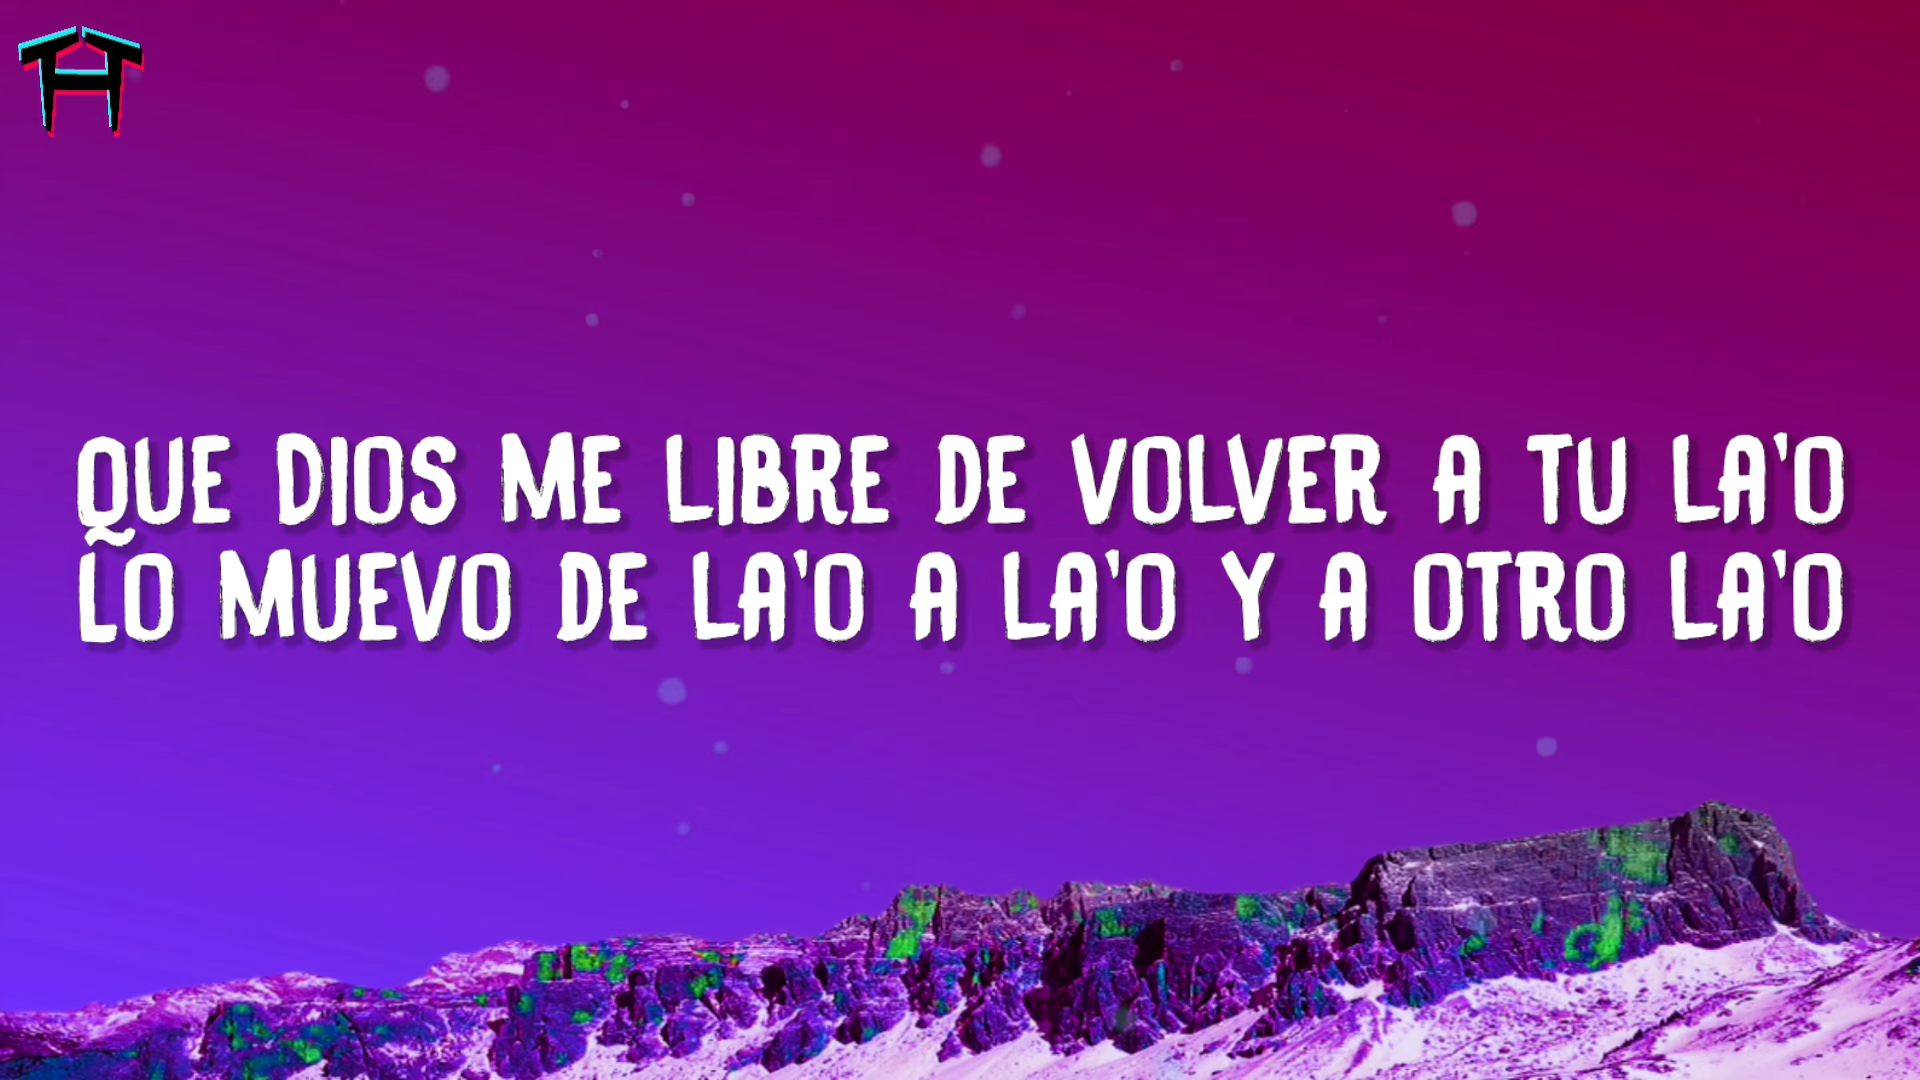 QUE DIOS ME LIBRE DE VOLVER A TU LA'O
LO MUEVO DE LA'O A LA'O Y A OTRO LA'O